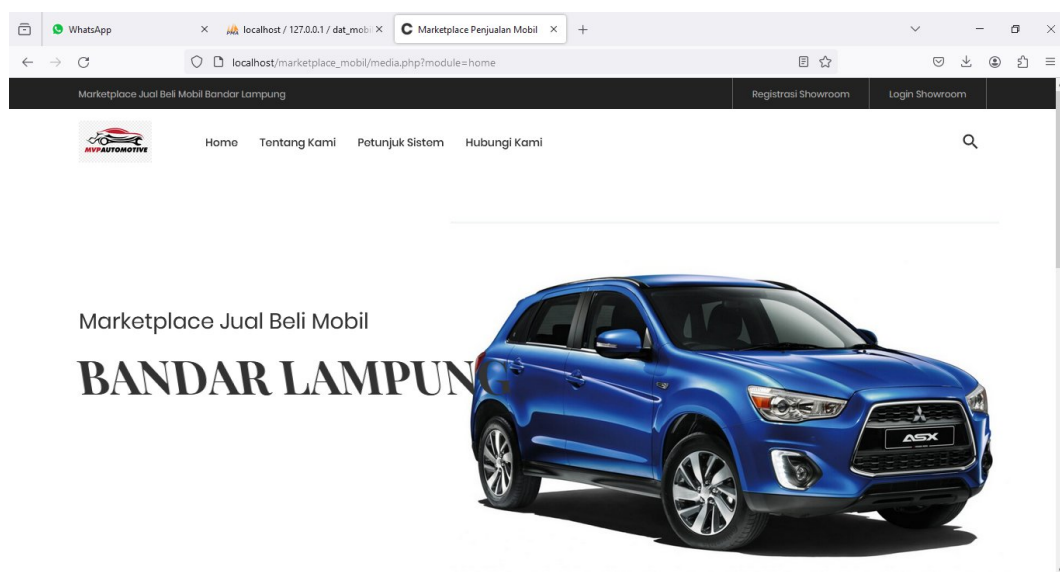 WhatsApp
localhost / 127.0.0.1 / dat_mobi
Marketplace Penjualan Mobil
localhost/marketplace_mobil/media.php?module=home
Marketplace Jual Beli Mobil Bandar Lampung
Registrasi Showroom
Login Showroom
MVPAUTOMOTIVE
Home
Tentang Kami
Petunjuk Sistem
Hubungi Kami
Marketplace Jual Beli Mobil
BANDAR LAMPUNG
ASX